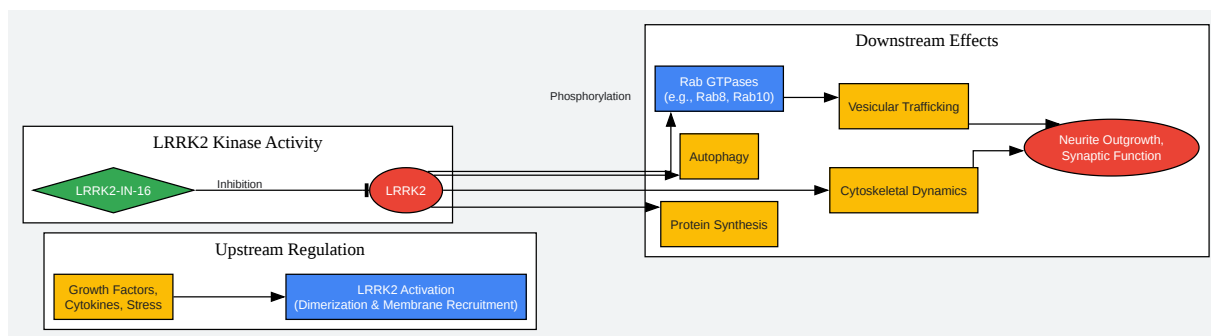 Downstream Effects
Rab GTPases
(e.g., Rab8, Rab10)
Phosphorylation
Vesicular Trafficking
Neurite Outgrowth,
Synaptic Function
LRRK2 Kinase Activity
Autophagy
LRRK2-IN-16
Inhibition
LRRK2
Cytoskeletal Dynamics
Protein Synthesis
Upstream Regulation
Growth Factors,
Cytokines, Stress
LRRK2 Activation
(Dimerization & Membrane Recruitment)